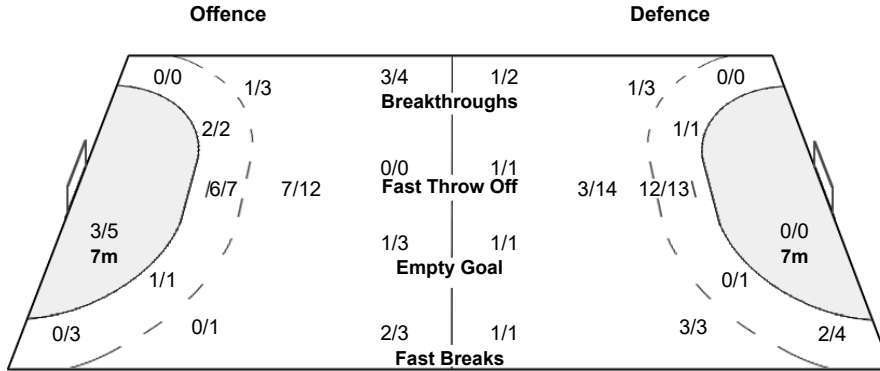 Offence Defence
0/0 1/3 3/4 1/2 1/3 0/0
Breakthroughs
2/2 1/1
0/0 1/1
6/7 7/12 Fast Throw Off 3/14 12/13
3/5 1/3 1/1 0/0
7m Empty Goal 7m
1/1 0/1
0/3 0/1 2/3 1/1 3/3 2/4
Fast Breaks